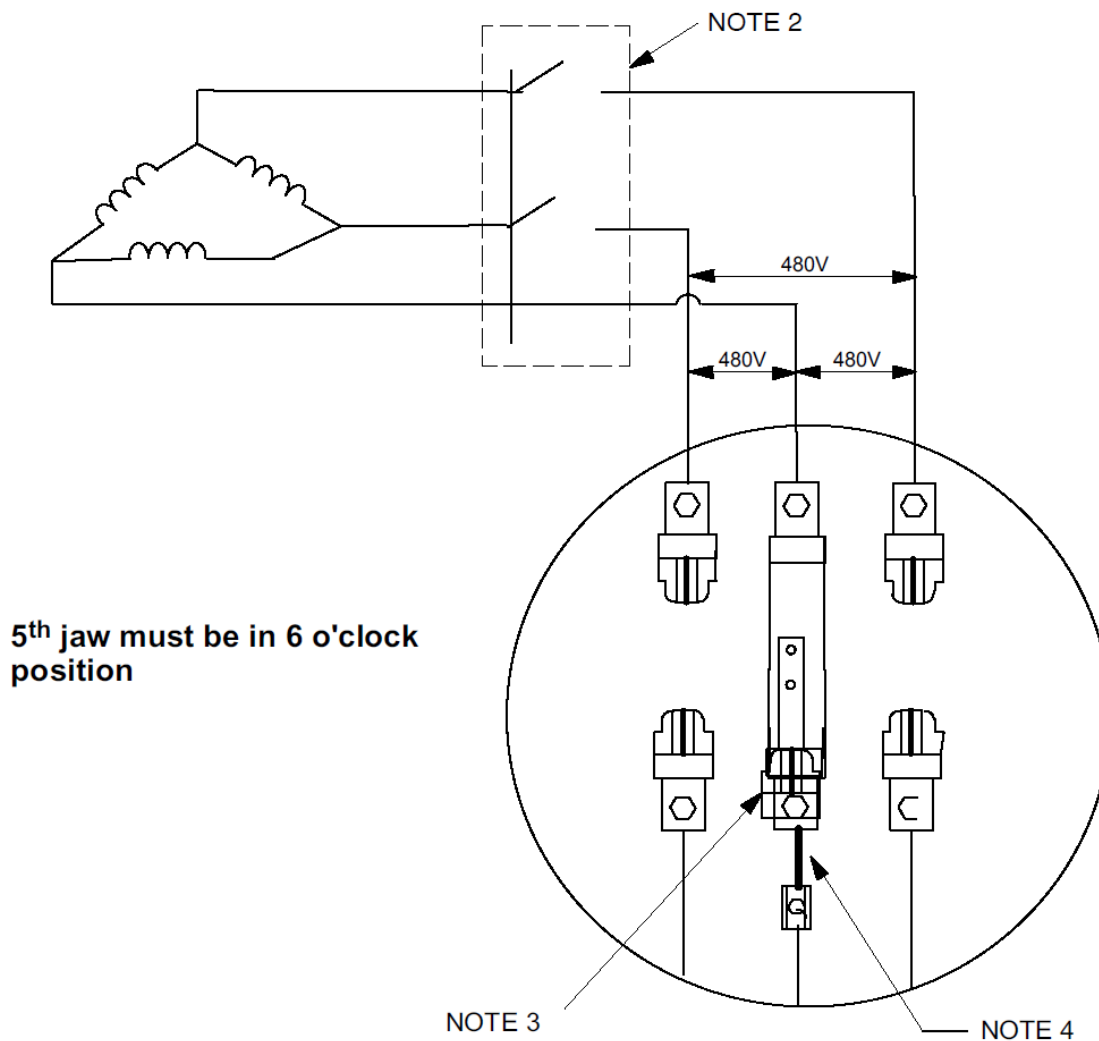 NOTE 2
480V
480V
480V
5th jaw must be in 6 o'clock
position
NOTE 3
NOTE 4